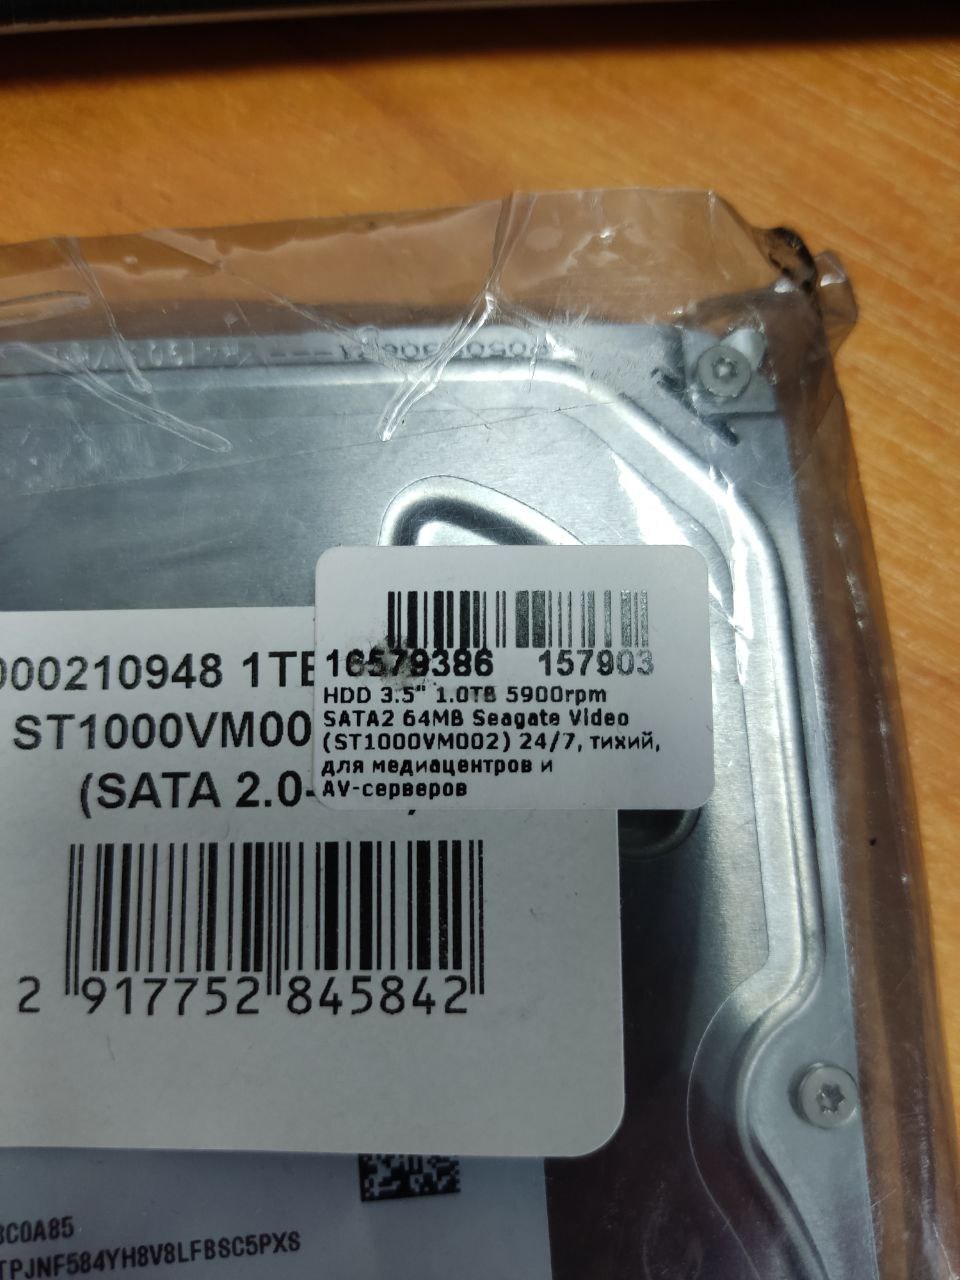 000210948 1TB
ST1000VM00
(SATA 2.0-
16579386 157903
HDD 3.5" 1.0TB 5900rpm
SATA2 64MB Seagate Video
(ST1000VM002) 24/7, тихий,
для медиацентров и
AV-серверов
2 917752 845842
3C0A85
TPJNF584YH8V8LFBSC5PXS